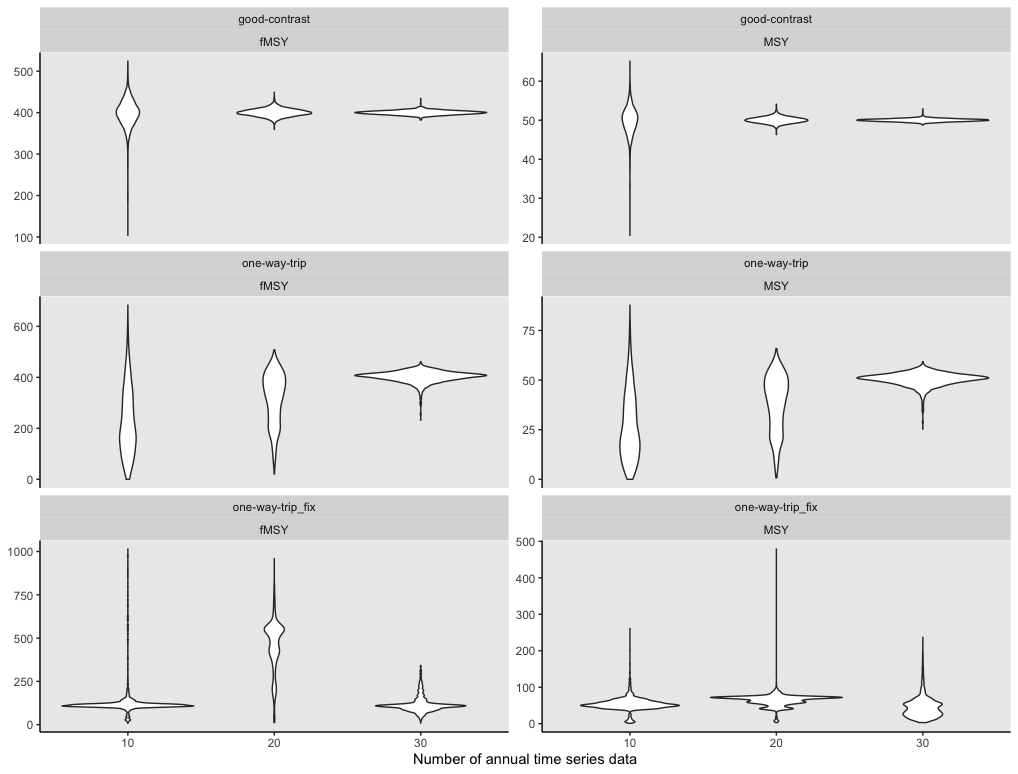 good-contrast
fMSY
500
400
300
200
100
good-contrast
MSY
60
50
40
30
20
one-way-trip
fMSY
600
400
200
0
one-way-trip
MSY
75
50
25
0
one-way-trip_fix
fMSY
1000
750
500
250
0
10 20 30
one-way-trip_fix
MSY
500
400
300
200
100
0
10 20 30
Number of annual time series data